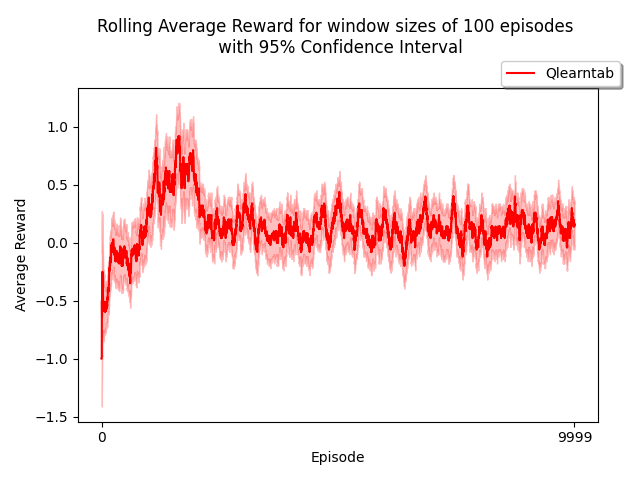 Rolling Average Reward for window sizes of 100 episodes
with 95% Confidence Interval
Qlearntab
1.0
0.5
0.0
−0.5
−1.0
−1.5
Average Reward
0
9999
Episode